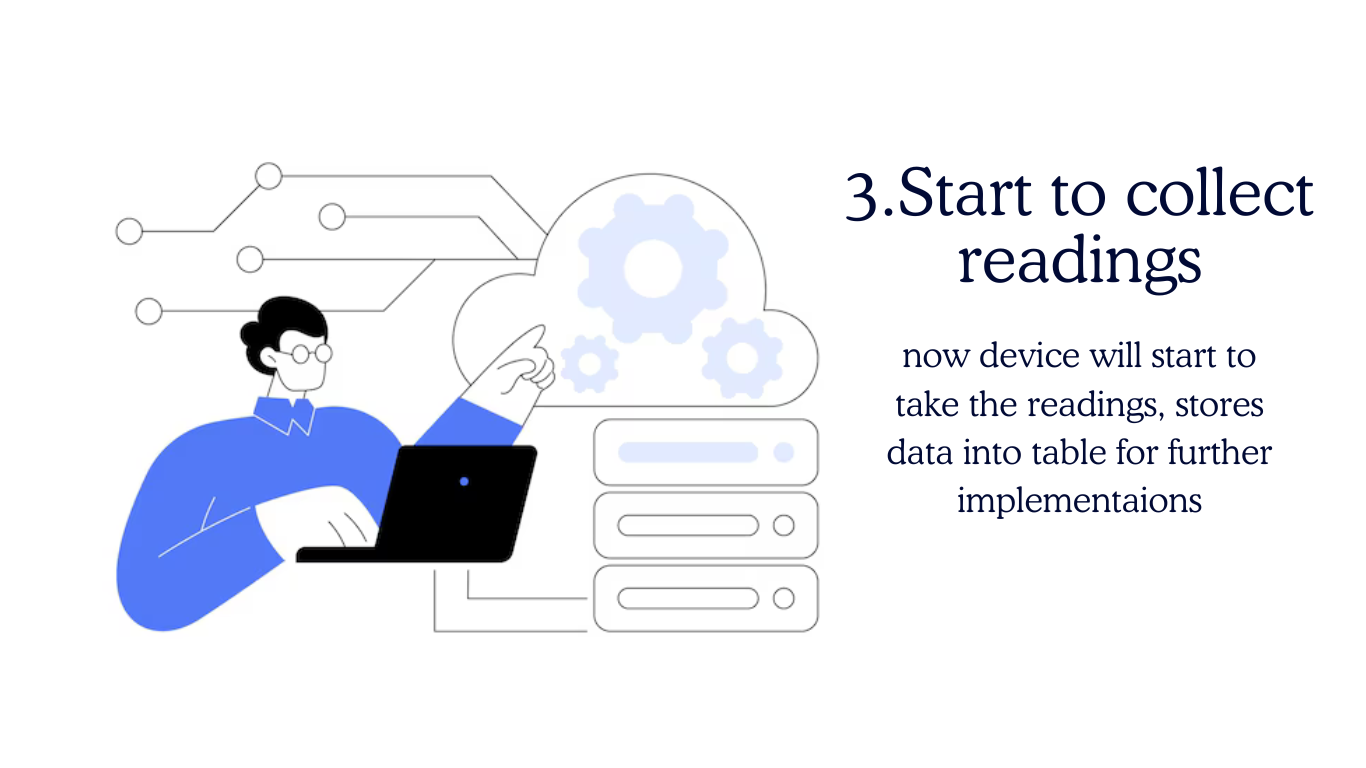 3.Start to collect
readings
now device will start to
take the readings, stores
data into table for further
implementaions